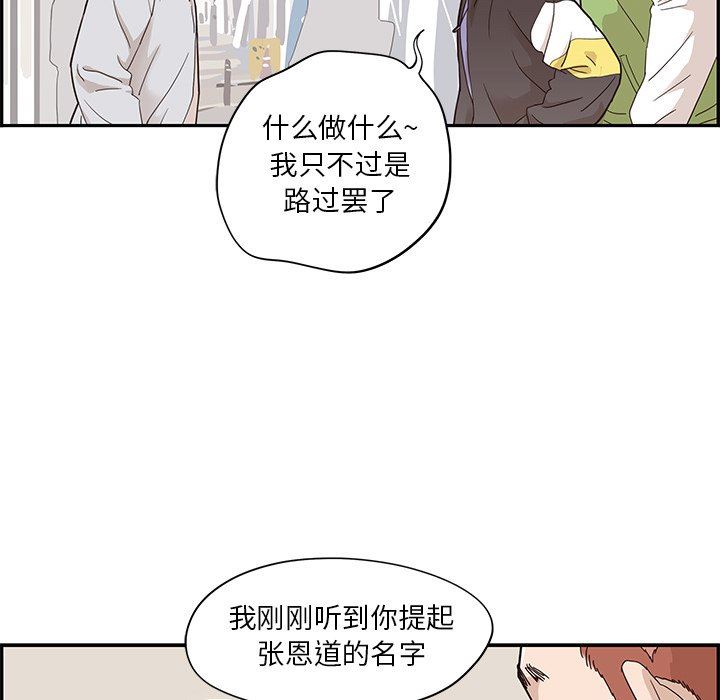 什么做什么~
我只不过是
路过罢了
我刚刚听到你提起
张恩道的名字